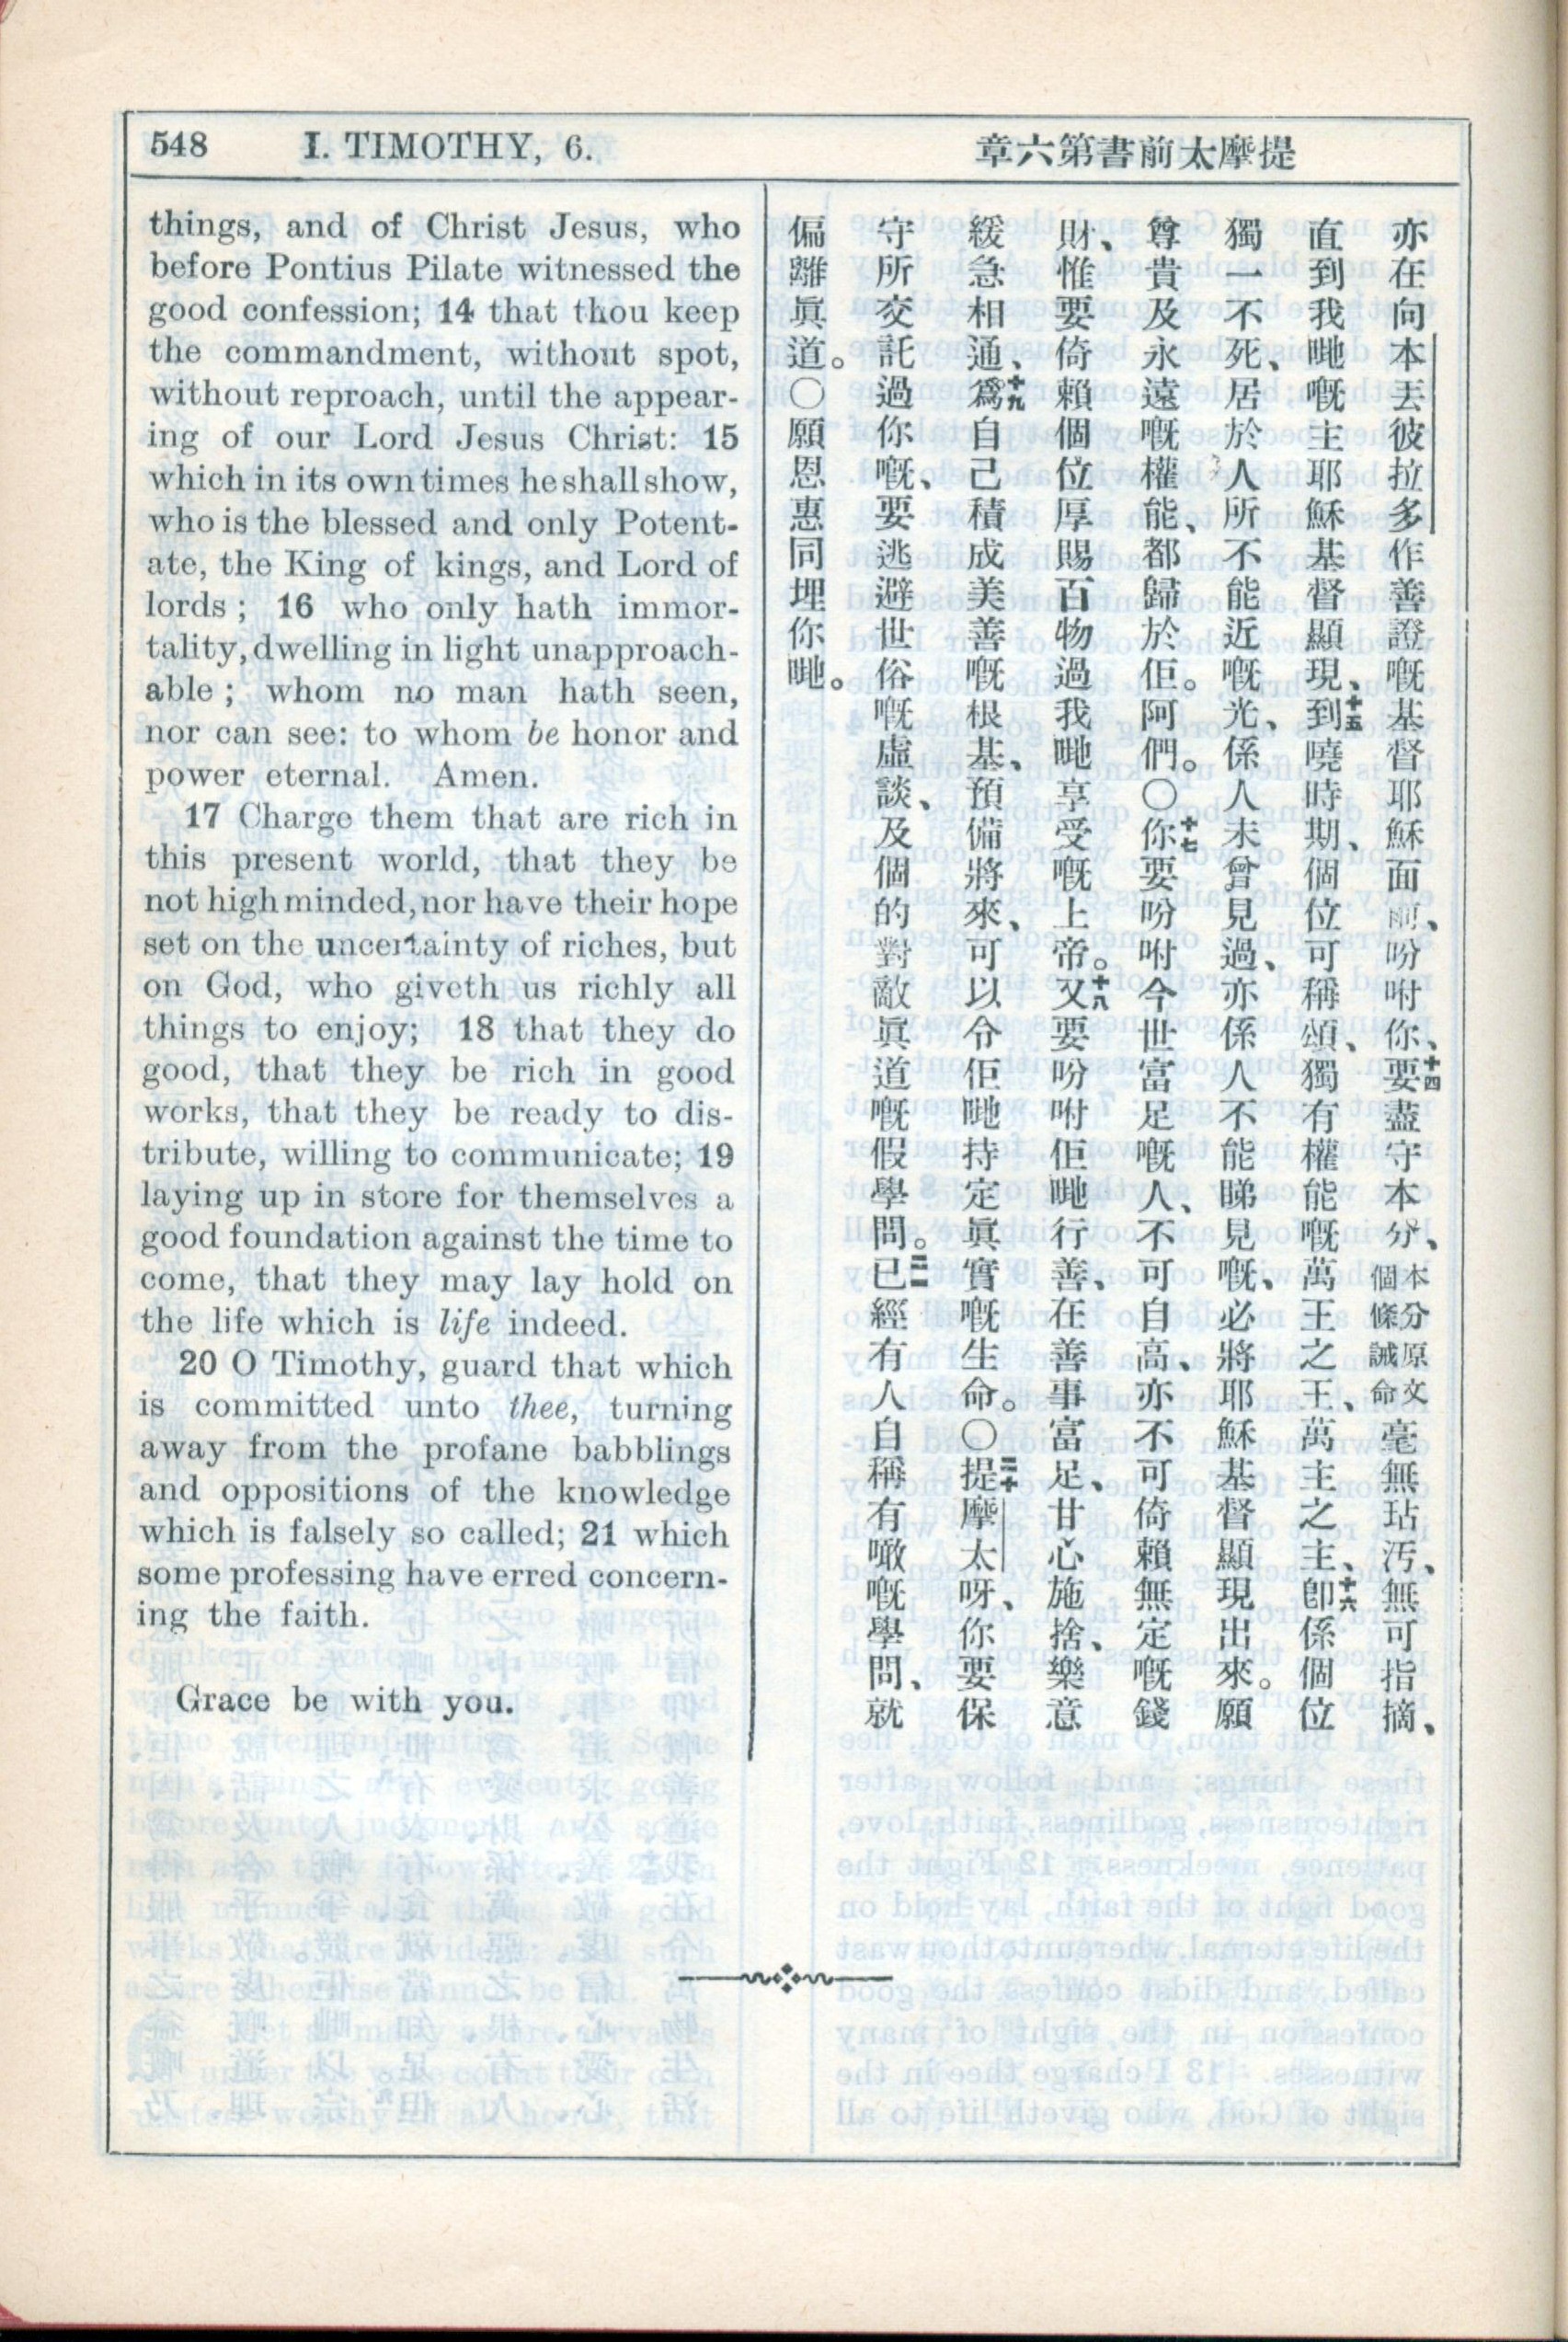 548 I. TIMOTHY, 6. 章六第書前太摩提
things, and of Christ Jesus, who
before Pontius Pilate witnessed the
good confession; 14 that thou keep
the commandment, without spot,
without reproach, until the appear-
ing of our Lord Jesus Christ: 15
which in its own times he shall show,
who is the blessed and only Potent-
ate, the King of kings, and Lord of
lords; 16 who only hath immor-
tality, dwelling in light unapproach-
able; whom no man hath seen,
nor can see: to whom be honor and
power eternal. Amen.
17 Charge them that are rich in
this present world, that they be
not highminded, nor have their hope
set on the uncertainty of riches, but
on God, who giveth us richly all
things to enjoy; 18 that they do
good, that they be rich in good
works, that they be ready to dis-
tribute, willing to communicate; 19
laying up in store for themselves a
good foundation against the time to
come, that they may lay hold on
the life which is life indeed.
20 O Timothy, guard that which
is committed unto thee, turning
away from the profane babblings
and oppositions of the knowledge
which is falsely so called; 21 which
some professing have erred concern-
ing the faith.
Grace be with you.
亦在向本丟彼拉多作善證嘅基督耶穌面前、吩咐你、十四要盡守本分、本分原文個條誡命毫無玷汚、無可指摘、
直到我哋嘅主耶穌基督顯現、十五到曉時期、個位可稱頌、獨有權能嘅萬王之王、萬主之主、十六卽係個位
獨一不死、居於人所不能近嘅光、係人未曾見過、亦係人不能睇見嘅、必將耶穌基督顯現出來。願
尊貴及永遠嘅權能、都歸於佢。阿們。○十七你要吩咐今世富足嘅人、不可自高、亦不可倚賴無定嘅錢
財、惟要倚賴個位厚賜百物過我哋享受嘅上帝。十八又要吩咐佢哋行善、在善事富足、甘心施捨、樂意
緩急相通、十九爲自己積成美善嘅根基、預備將來、可以令佢哋持定眞實嘅生命。○二十提摩太呀、你要保
守所交託過你嘅、要逃避世俗嘅虛談、及個的對敵眞道嘅假學問。二一已經有人自稱有噉嘅學問、就
偏離眞道。○願恩惠同埋你哋。